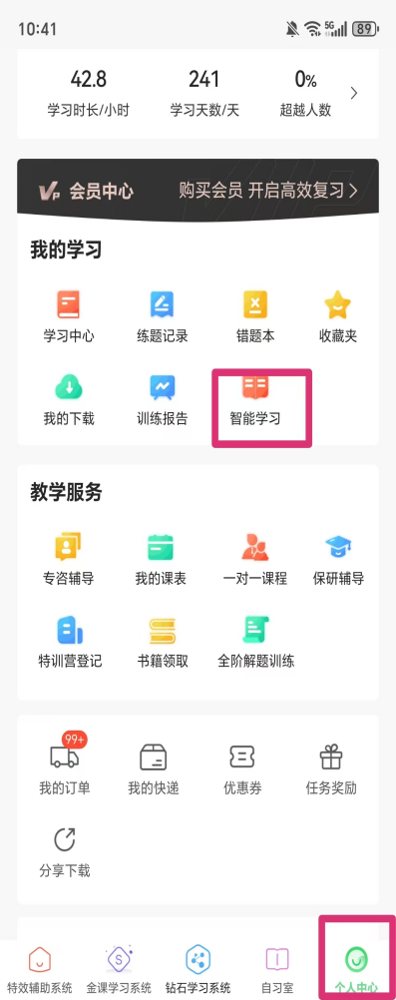 10:41
5G
89
42.8
241
0%
学习时长/小时
学习天数/天
超越人数
VP 会员中心
购买会员 开启高效复习
我的学习
学习中心
练题记录
错题本
收藏夹
我的下载
训练报告
智能学习
教学服务
专咨辅导
我的课表
一对一课程
保研辅导
特训营登记
书籍领取
全阶解题训练
99+
我的订单
我的快递
优惠券
任务奖励
分享下载
特效辅助系统
金课学习系统
钻石学习系统
自习室
个人中心